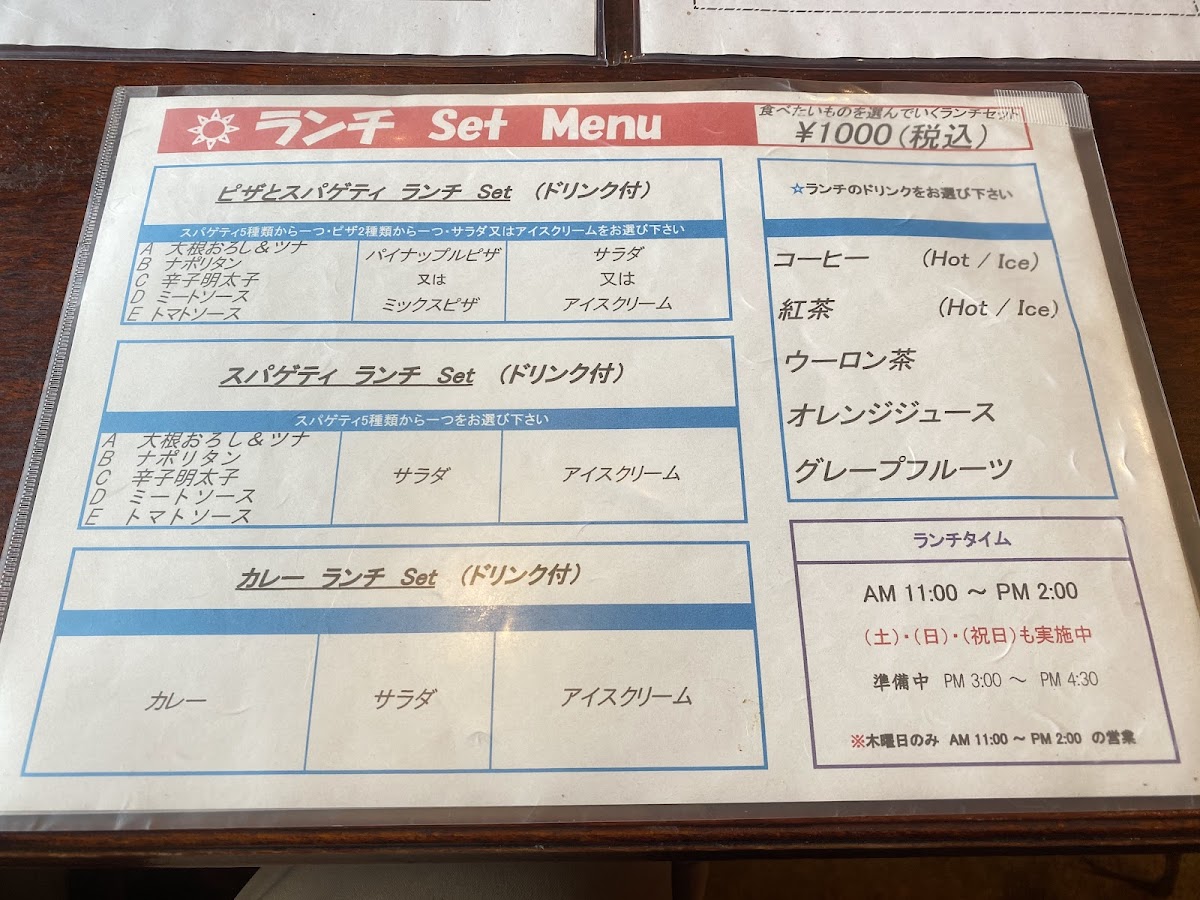 ランチ Set Menu
食べたいものを選んでいくランチセット
¥1000(税込)
ピザとスパゲティ ランチ Set (ドリンク付)
スパゲティ5種類から一つ・ピザ2種類から一つ・サラダ又はアイスクリームをお選び下さい
A 大根おろし&ツナ
B ナポリタン
C 辛子明太子
D ミートソース
E トマトソース
パイナップルピザ
又は
ミックスピザ
サラダ
又は
アイスクリーム
スパゲティ ランチ Set (ドリンク付)
スパゲティ5種類から一つをお選び下さい
A 大根おろし&ツナ
B ナポリタン
C 辛子明太子
D ミートソース
E トマトソース
サラダ
アイスクリーム
カレー ランチ Set (ドリンク付)
カレー
サラダ
アイスクリーム
☆ランチのドリンクをお選び下さい
コーヒー (Hot / Ice)
紅茶 (Hot / Ice)
ウーロン茶
オレンジジュース
グレープフルーツ
ランチタイム
AM 11:00 ~ PM 2:00
(土)・(日)・(祝日)も実施中
準備中 PM 3:00 ~ PM 4:30
※木曜日のみ AM 11:00 ~ PM 2:00 の営業